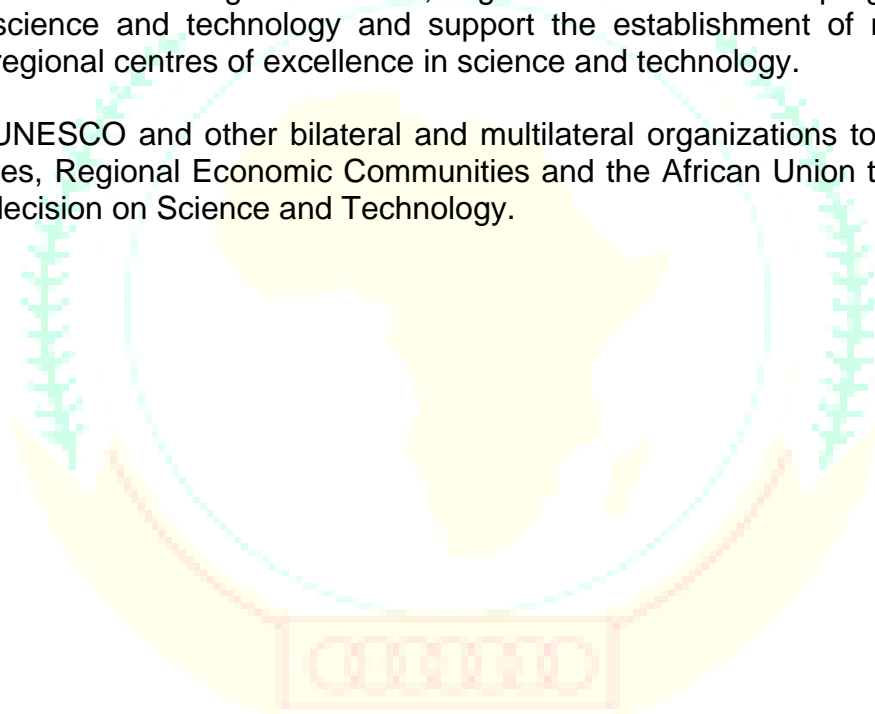 science and technology and support the establishment of
regional centres of excellence in science and technology.
UNESCO and other bilateral and multilateral organizations to
es, Regional Economic Communities and the African Union t
decision on Science and Technology.